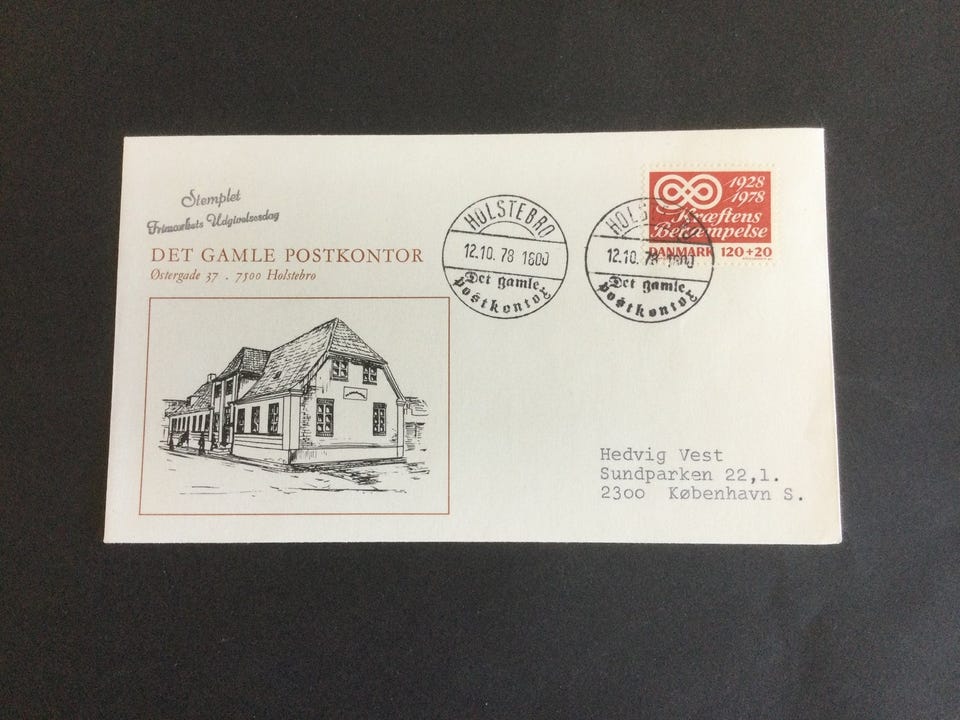 Stemplet
Frimærkets Udgivelsesdag
DET GAMLE POSTKONTOR
Østergade 37 . 7500 Holstebro
HOLSTEBRO
12.10.78 1800
Det gamle
postkontor
HOLSTEBRO
12.10.78 1800
Det gamle
postkontor
1928
1978
Kræftens
Bekæmpelse
DANMARK 120+20
Hedvig Vest
Sundparken 22,1.
2300 København S.